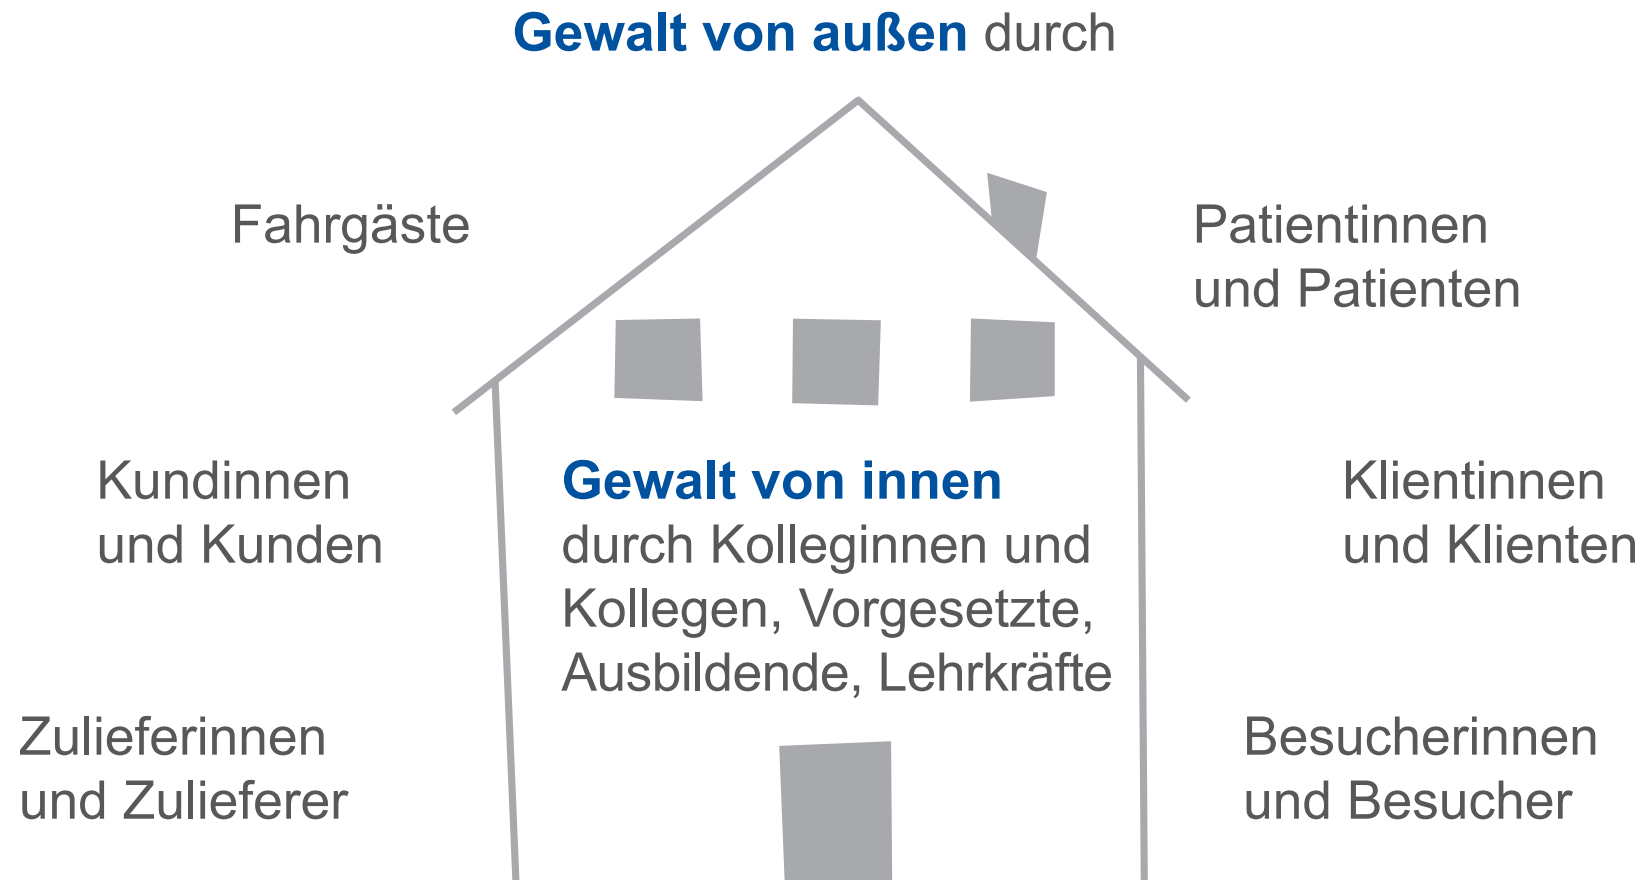 Gewalt von außen durch
Fahrgäste
Patientinnen
und Patienten
Kundinnen
und Kunden
Gewalt von innen
durch Kolleginnen und
Kollegen, Vorgesetzte,
Ausbildende, Lehrkräfte
Klientinnen
und Klienten
Zulieferinnen
und Zulieferer
Besucherinnen
und Besucher